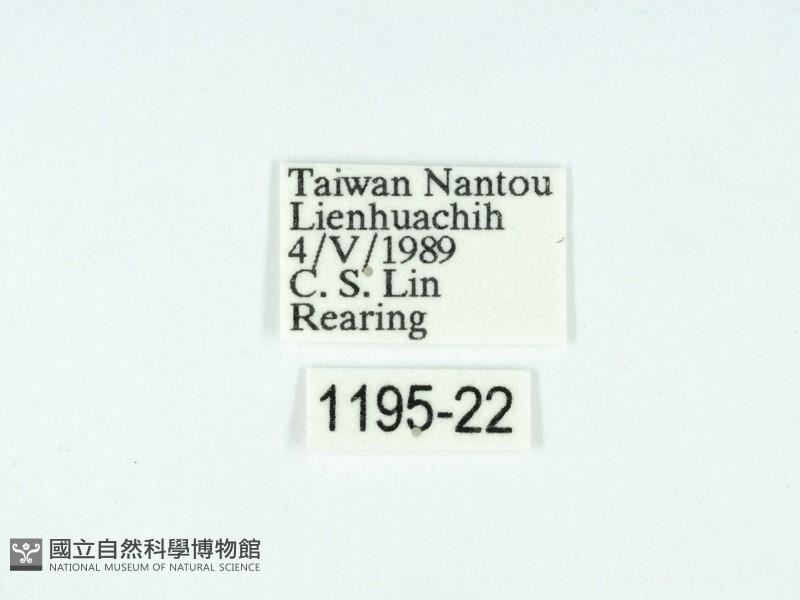 Taiwan Nantou
Lienhuachih
4/V/1989
C. S. Lin
Rearing
1195-22
國立自然科學博物館
NATIONAL MUSEUM OF NATURAL SCIENCE